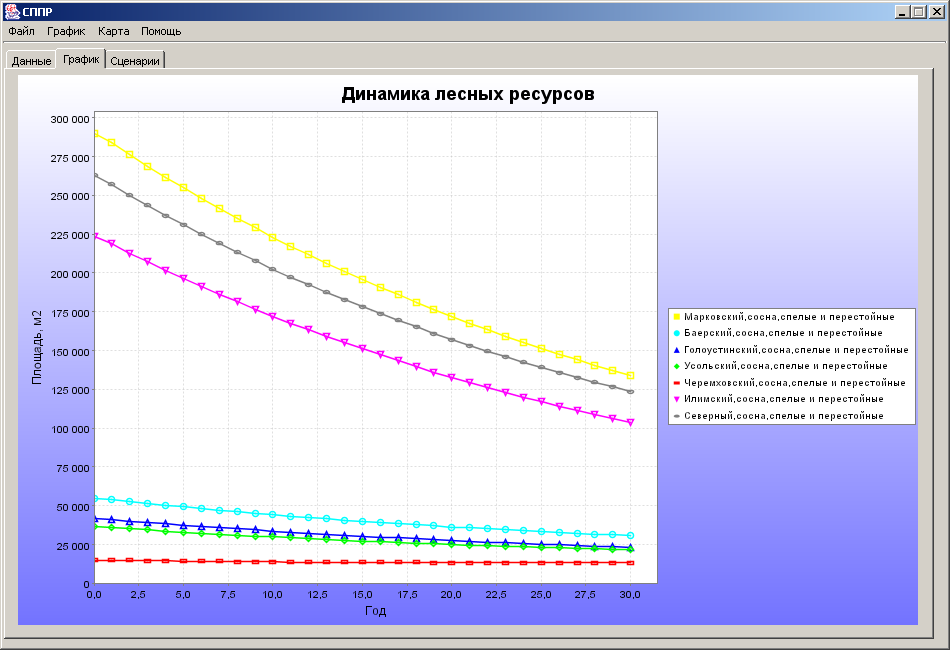 СППР
Файл График Карта Помощь
Данные График Сценарии
Динамика лесных ресурсов
300 000
275 000
250 000
225 000
200 000
175 000
150 000
125 000
100 000
75 000
50 000
25 000
0
Площадь, м2
0,0 2,5 5,0 7,5 10,0 12,5 15,0 17,5 20,0 22,5 25,0 27,5 30,0
Год
Марковский,сосна,спелые и перестойные
Баерский,сосна,спелые и перестойные
Голоустинский,сосна,спелые и перестойные
Усольский,сосна,спелые и перестойные
Черемховский,сосна,спелые и перестойные
Илимский,сосна,спелые и перестойные
Северный,сосна,спелые и перестойные